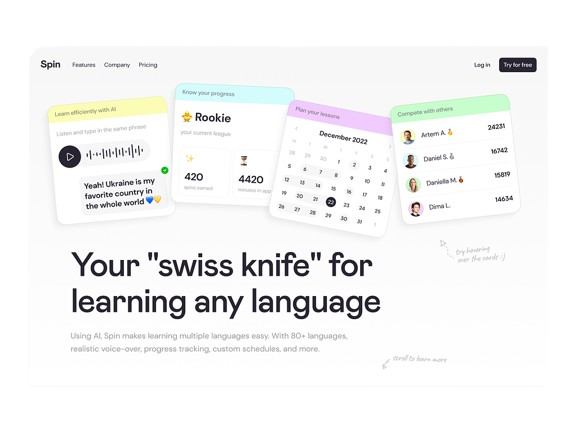 Spin
Features
Company
Pricing
Log in
Try for free
Learn efficiently with AI
Listen and type in the same phrase
Yeah! Ukraine is my
favorite country in
the whole world 💙💛
Know your progress
Rookie
your current league
420
4420
minutes in app
Plan your lessons
December 2022
28 29 30 1 2 3 4
5 6 7 8 9 10 11
12 13 14 15 16 17 18
19 20 21 22 23 24 25
26 27 28 29 30 31 1
Compete with others
Artem A. 24231
Daniel S. 16742
Daniella M. 15819
Dima L. 14634
try hovering
over the cards :)
Your "swiss knife" for
learning any language
Using AI, Spin makes learning multiple languages easy. With 80+ languages,
realistic voice-over, progress tracking, custom schedules, and more.
scroll to learn more